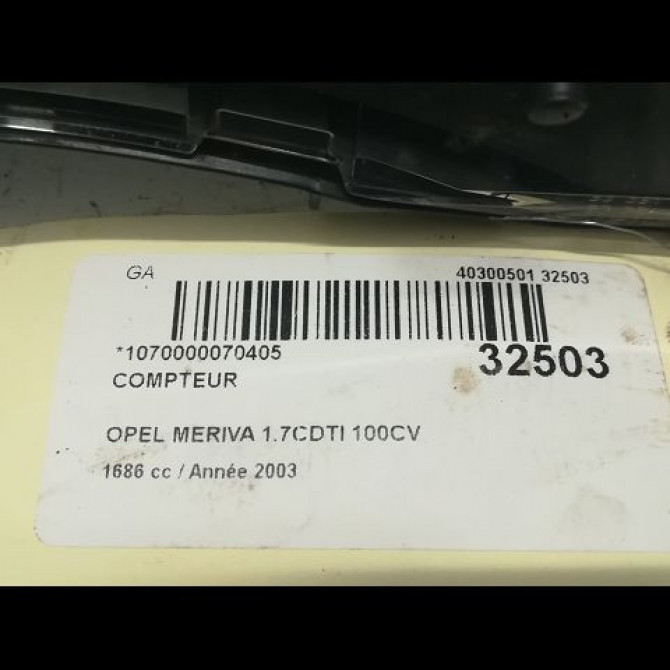 GA 40300501 32503
*1070000070405 32503
COMPTEUR
OPEL MERIVA 1.7CDTI 100CV
1686 cc / Année 2003